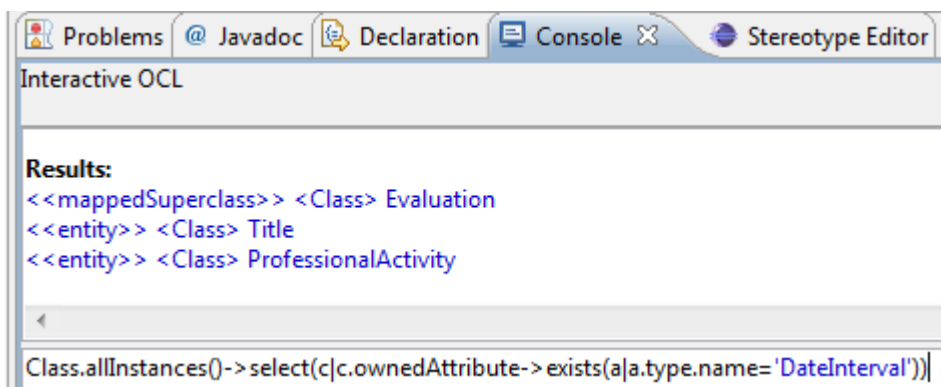 Problems @ Javadoc Declaration Console Stereotype Editor
Interactive OCL
Results:
<<mappedSuperclass>> <Class> Evaluation
<<entity>> <Class> Title
<<entity>> <Class> ProfessionalActivity
Class.allInstances()->select(c|c.ownedAttribute->exists(a|a.type.name='DateInterval'))